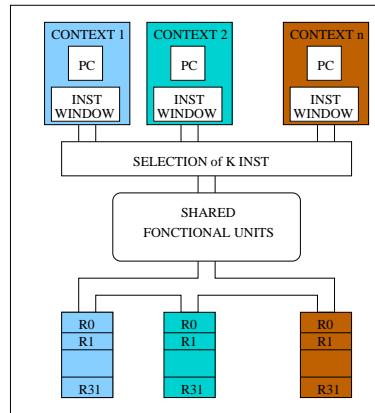 CONTEXT 1 CONTEXT 2 CONTEXT n
PC PC PC
INST INST INST
WINDOW WINDOW WINDOW
SELECTION of K INST
SHARED
FONCTIONAL UNITS
R0 R0 R0
R1 R1 R1
R31 R31 R31